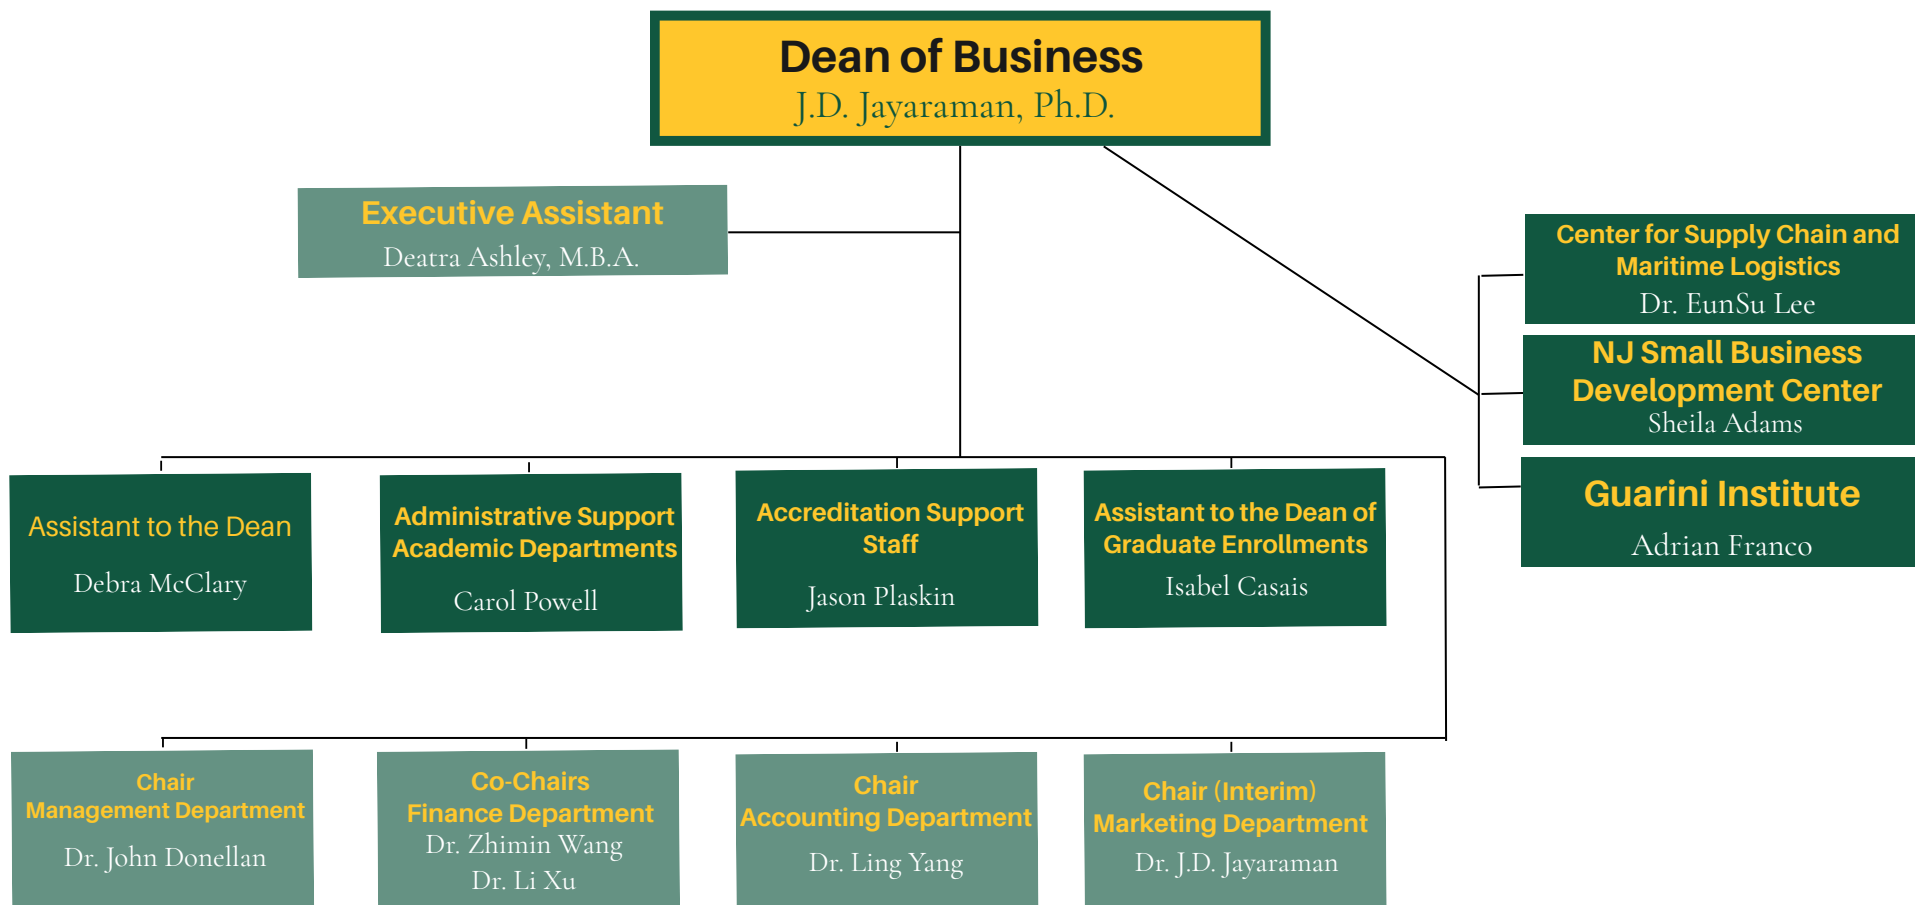 Dean of Business
J.D. Jayaraman, Ph.D.
Executive Assistant
Deatra Ashley, M.B.A.
Center for Supply Chain and
Maritime Logistics
Dr. EunSu Lee
NJ Small Business
Development Center
Sheila Adams
Guarini Institute
Adrian Franco
Assistant to the Dean
Debra McClary
Administrative Support
Academic Departments
Carol Powell
Accreditation Support
Staff
Jason Plaskin
Assistant to the Dean of
Graduate Enrollments
Isabel Casais
Chair
Management Department
Dr. John Donellan
Co-Chairs
Finance Department
Dr. Zhimin Wang
Dr. Li Xu
Chair
Accounting Department
Dr. Ling Yang
Chair (Interim)
Marketing Department
Dr. J.D. Jayaraman